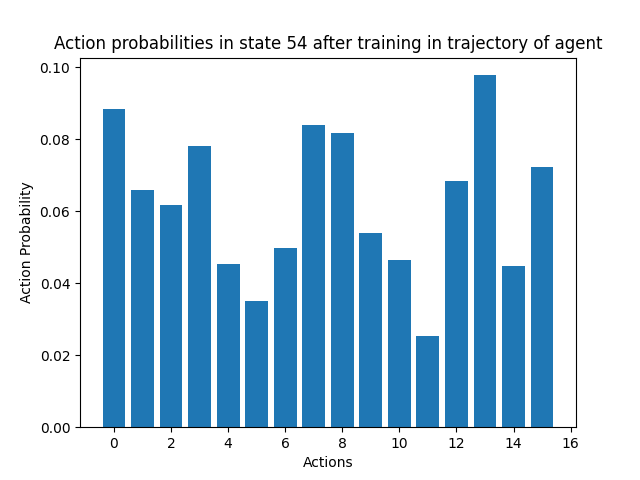 Action probabilities in state 54 after training in trajectory of agent
0.10
0.08
0.06
0.04
0.02
0.00
Action Probability
0 2 4 6 8 10 12 14 16
Actions